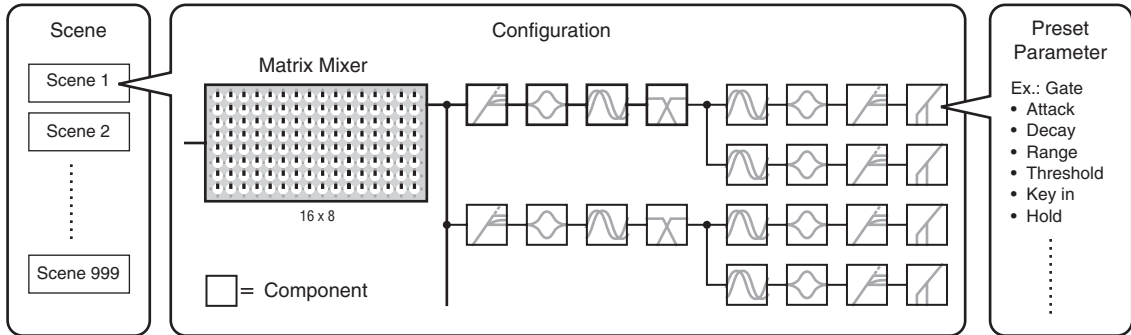 Scene
Scene 1
Scene 2
Scene 999
Configuration
Matrix Mixer
16 x 8
= Component
Preset
Parameter
Ex.: Gate
• Attack
• Decay
• Range
• Threshold
• Key in
• Hold